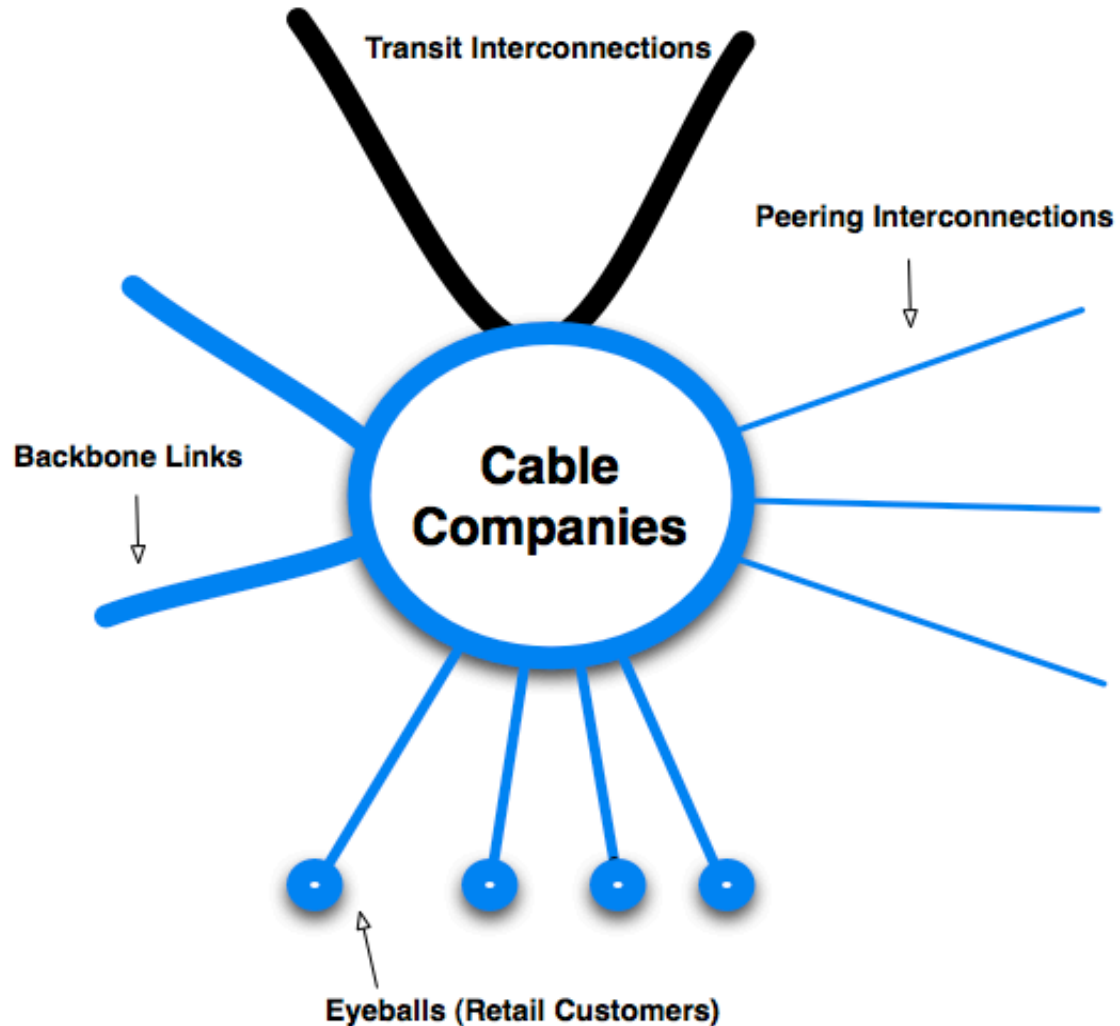 Transit Interconnections
Peering Interconnections
Backbone Links
Cable
Companies
Eyeballs (Retail Customers)